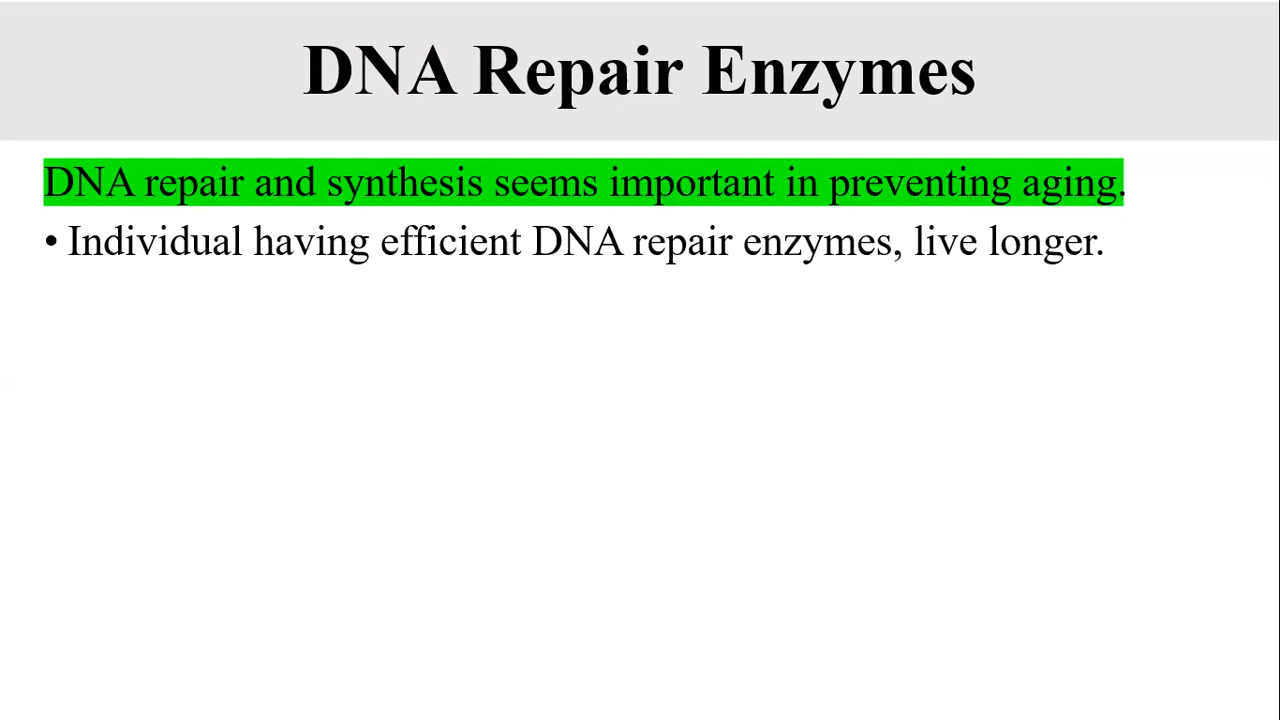 DNA Repair Enzymes
DNA repair and synthesis seems important in preventing aging.
• Individual having efficient DNA repair enzymes, live longer.